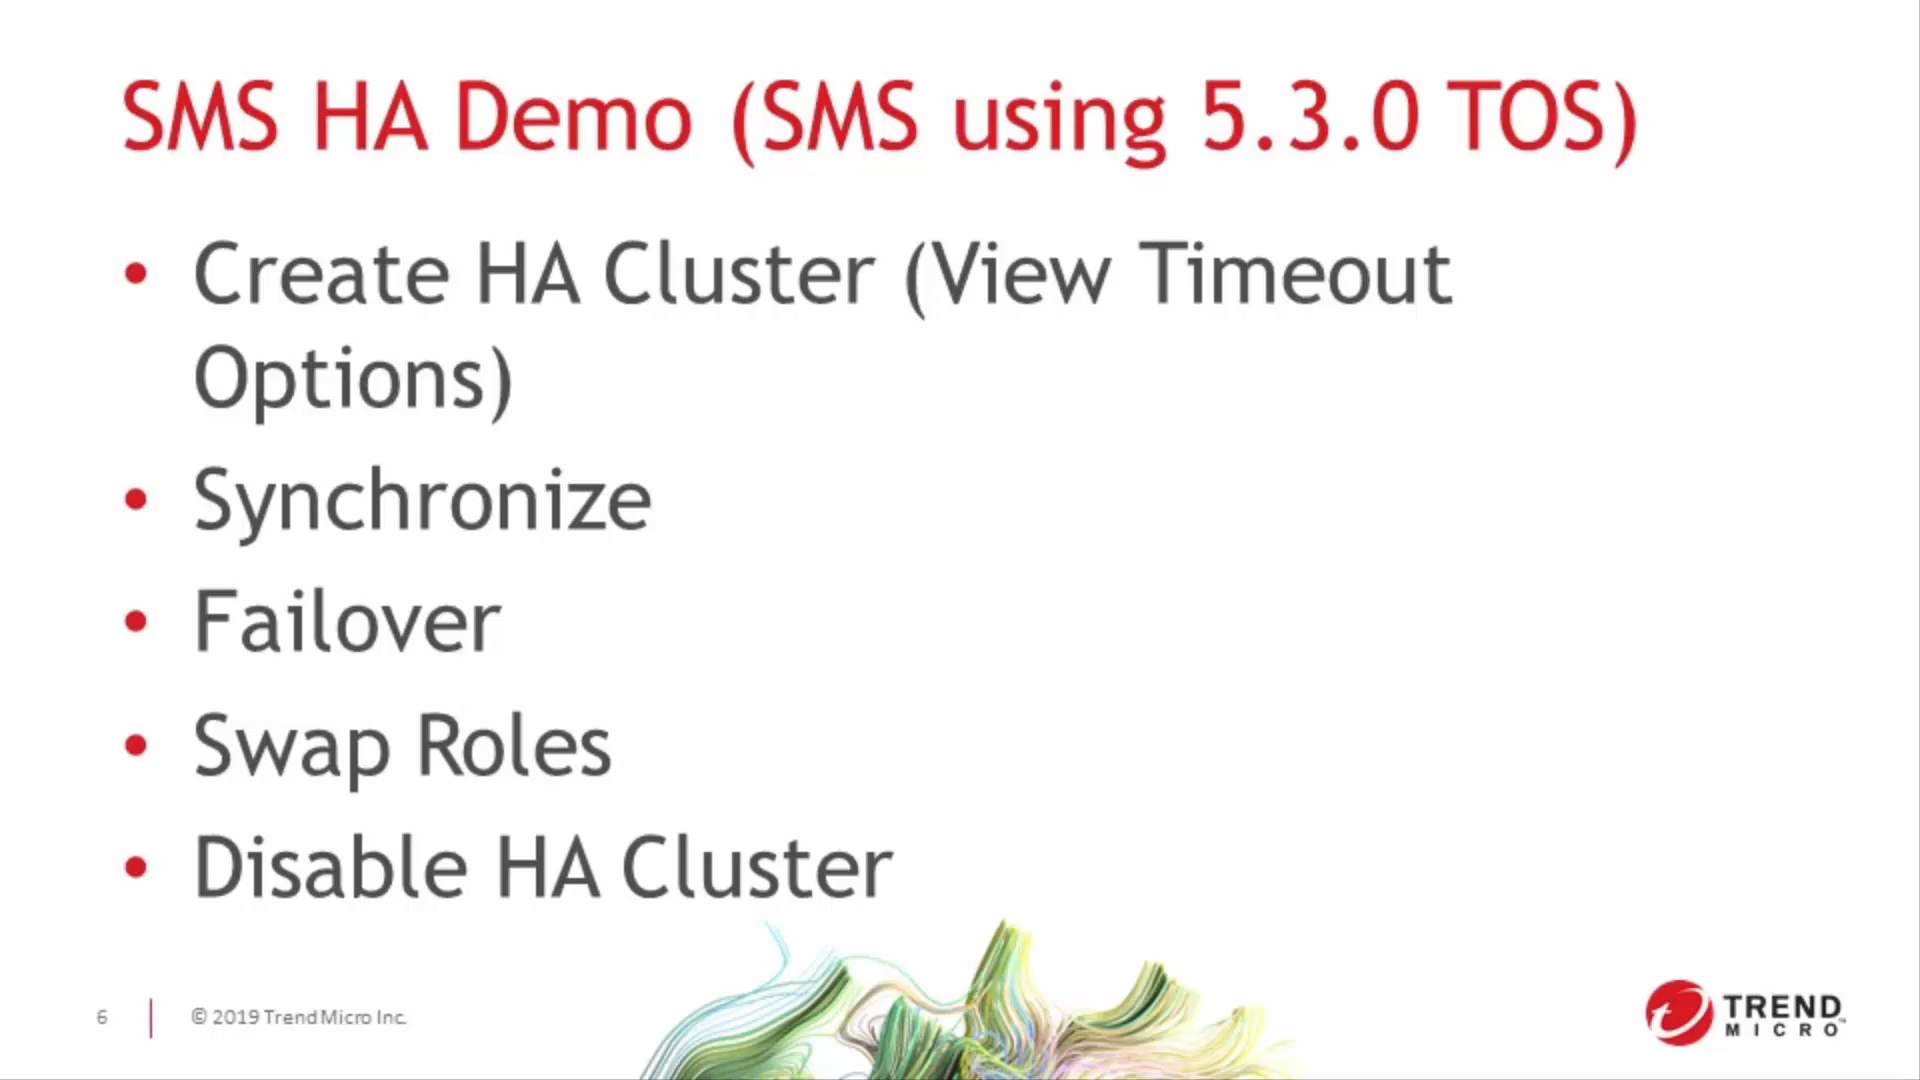 SMS HA Demo (SMS using 5.3.0 TOS)
• Create HA Cluster (View Timeout
Options)
• Synchronize
• Failover
• Swap Roles
• Disable HA Cluster
6
© 2019 Trend Micro Inc.
TREND
MICRO™